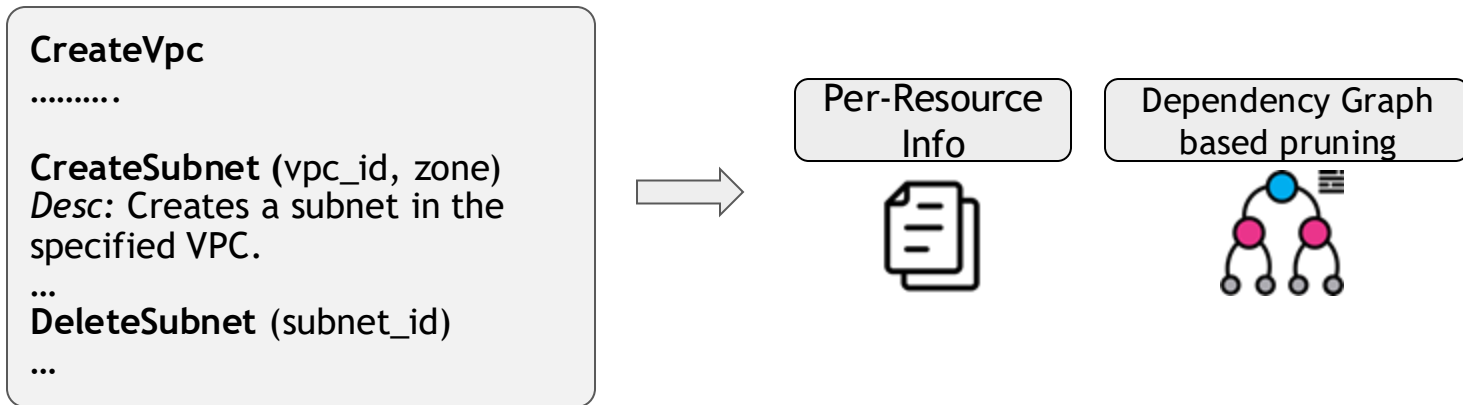 CreateVpc
..........
CreateSubnet (vpc_id, zone)
Desc: Creates a subnet in the
specified VPC.
...
DeleteSubnet (subnet_id)
...
Per-Resource
Info
Dependency Graph
based pruning